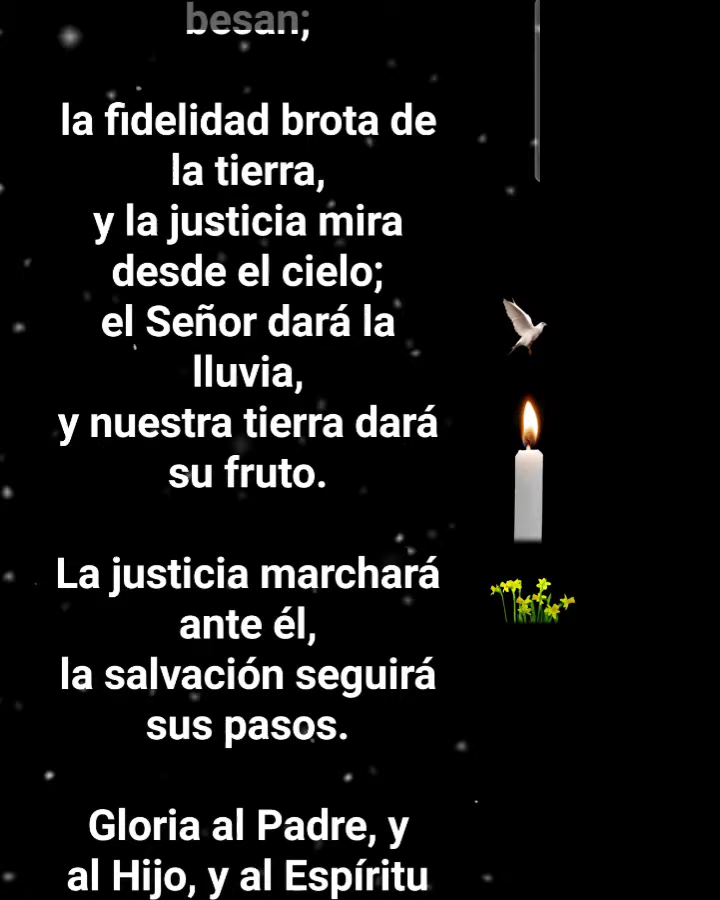 besan;
la fidelidad brota de
la tierra,
y la justicia mira
desde el cielo;
el Señor dará la
lluvia,
y nuestra tierra dará
su fruto.
La justicia marchará
ante él,
la salvación seguirá
sus pasos.
Gloria al Padre, y
al Hijo, y al Espíritu